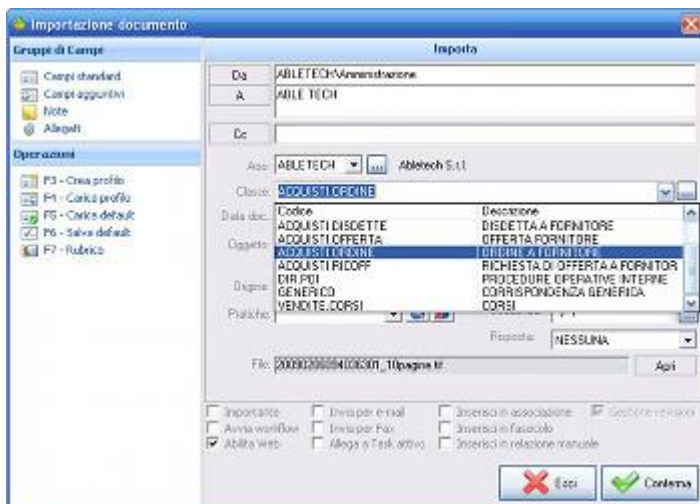 Importazione documento
Gruppi di Campi
Importa
Campi standard
Campi aggiuntivi
Note
Allegati
Operazioni
F3 - Crea profilo
F4 - Carica profilo
F5 - Carica default
F6 - Salva default
F7 - Rubrica
Da
ABLETECH\Amministrazione
A
ABLE TECH
Cc
Aoo: ABLETECH ... Abletech S.r.l.
Classe: ACQUISTI.ORDINE ...
Data doc.
Codice Descrizione
ACQUISTI.DISDETTE DISDETTA A FORNITORE
ACQUISTI.OFFERTA OFFERTA FORNITORE
Oggetto:
ACQUISTI.ORDINE ORDINE A FORNITORE
ACQUISTI.RICOFF RICHIESTA DI OFFERTA A FORNITOR
DIR.POI PROCEDURE OPERATIVE INTERNE
Origine:
GENERICO CORRISPONDENZA GENERICA
VENDITE.CORSI CORSI
Pratiche:
Risposta: NESSUNA
File: Apri
Importante Invia per e-mail Inserisci in associazione Gestione revisioni
Avvia workflow Invia per Fax Inserisci in fascicolo
Abilita Web Allega a Task attivo Inserisci in relazione manuale
Esci Conferma